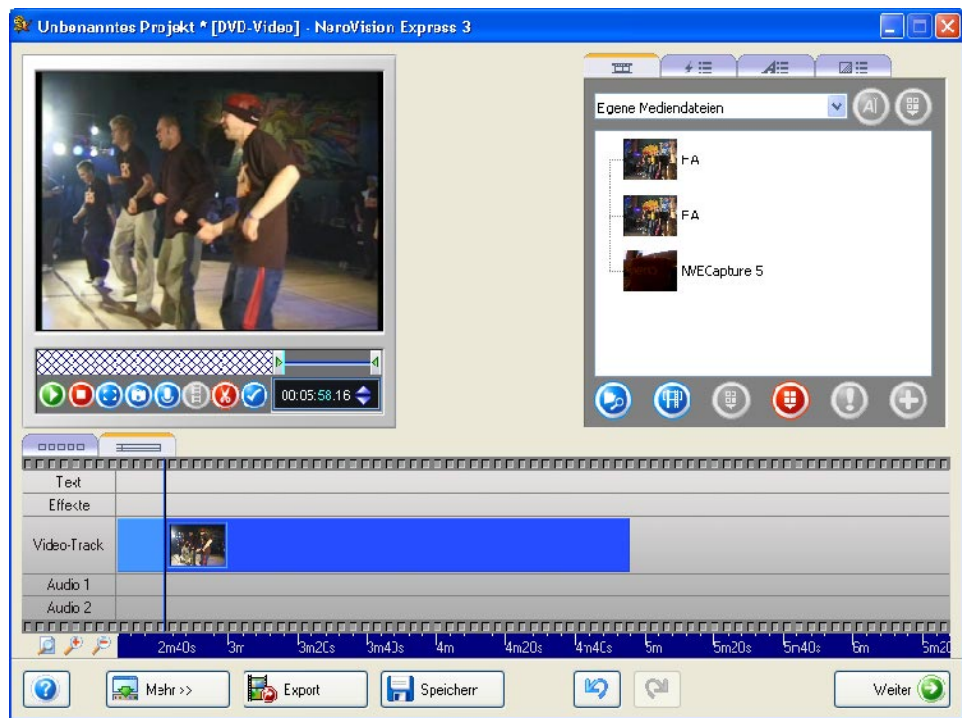 Unbenanntes Projekt * [DVD-Video] - NeroVision Express 3
Eigene Mediendateien
NVECapture 5
00:05:58.16
Text
Effekte
Video-Track
Audio 1
Audio 2
2m40s 3m 3m20s 3m40s 4m 4m20s 4m40s 5m 5m20s 5m40s 6m
Mehr >>
Export
Speichern
Weiter